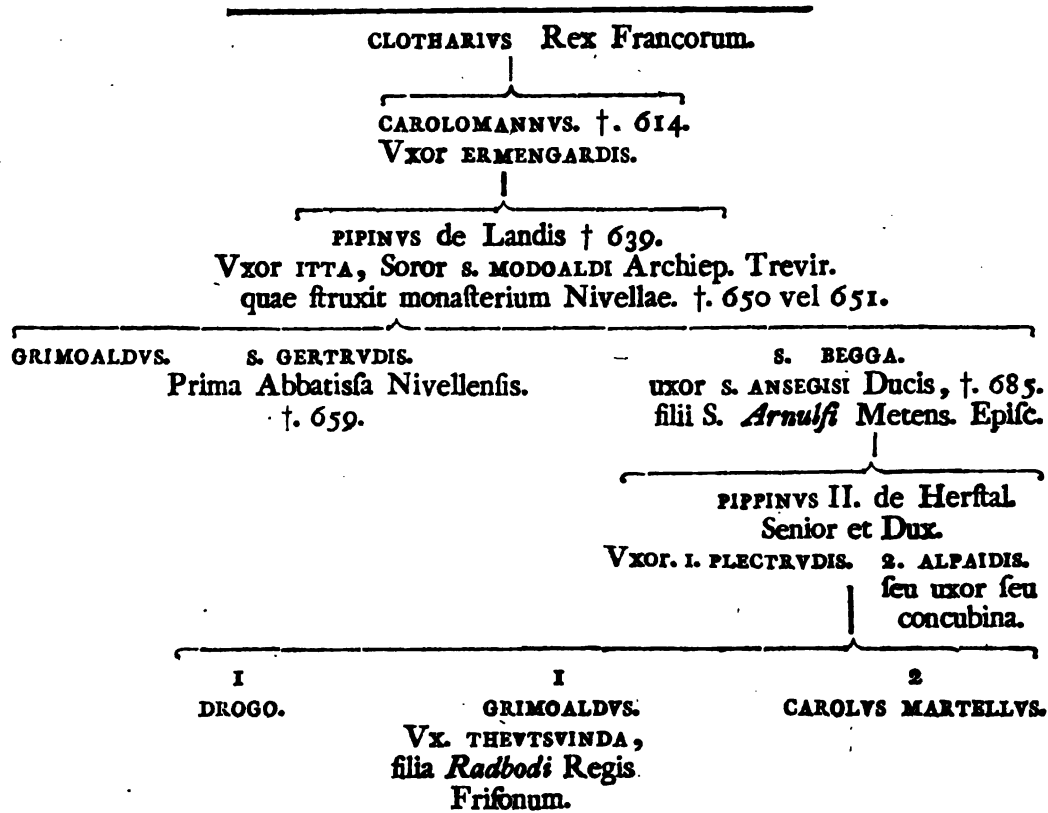 CLOTHARIVS Rex Francorum.
CAROLOMANNVS. †. 614.
Vxor ERMENGARDIS.
PIPINVS de Landis † 639.
Vxor ITTA, Soror S. MODOALDI Archiep. Trevir.
quae ſtruxit monaſterium Nivellae. †. 650 vel 651.
GRIMOALDVS. S. GERTRVDIS. S. BEGGA.
Prima Abbatiſſa Nivellenſis. uxor S. ANSEGISI Ducis, †. 685.
†. 659. filii S. Arnulfi Metens. Epiſc.
PIPPINVS II. de Herſtal.
Senior et Dux.
Vxor. 1. PLECTRVDIS. 2. ALPAIDIS.
ſeu uxor ſeu
concubina.
1 1 2
DROGO. GRIMOALDVS. CAROLVS MARTELLVS.
Vx. THEVTSVINDA,
filia Radbodi Regis
Friſonum.